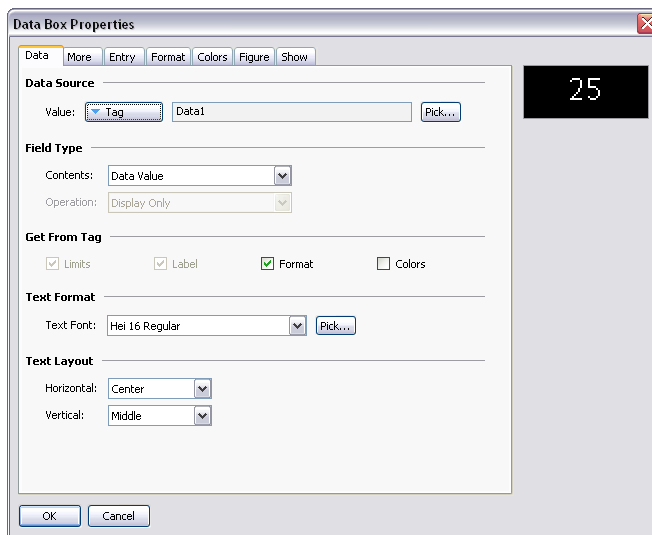 Data Box Properties
Data More Entry Format Colors Figure Show
Data Source
Value: Tag Data1 Pick...
25
Field Type
Contents: Data Value
Operation: Display Only
Get From Tag
Limits Label Format Colors
Text Format
Text Font: Hei 16 Regular Pick...
Text Layout
Horizontal: Center
Vertical: Middle
OK Cancel